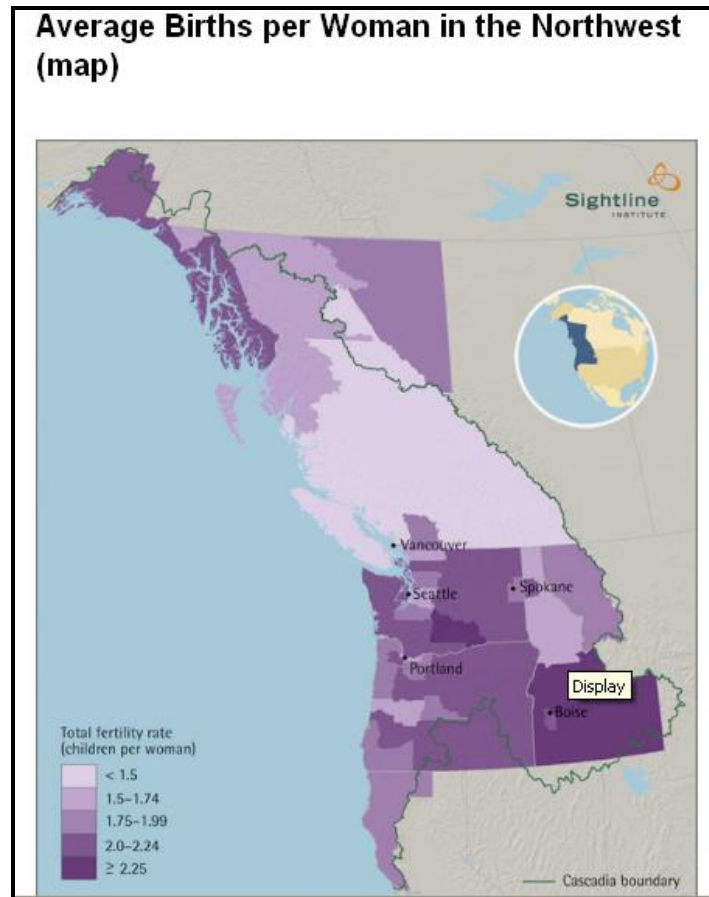 Average Births per Woman in the Northwest
(map)
Sightline
INSTITUTE
Vancouver
Seattle
Spokane
Portland
Display
Boise
Total fertility rate
(children per woman)
< 1.5
1.5–1.74
1.75–1.99
2.0–2.24
≥ 2.25
Cascadia boundary